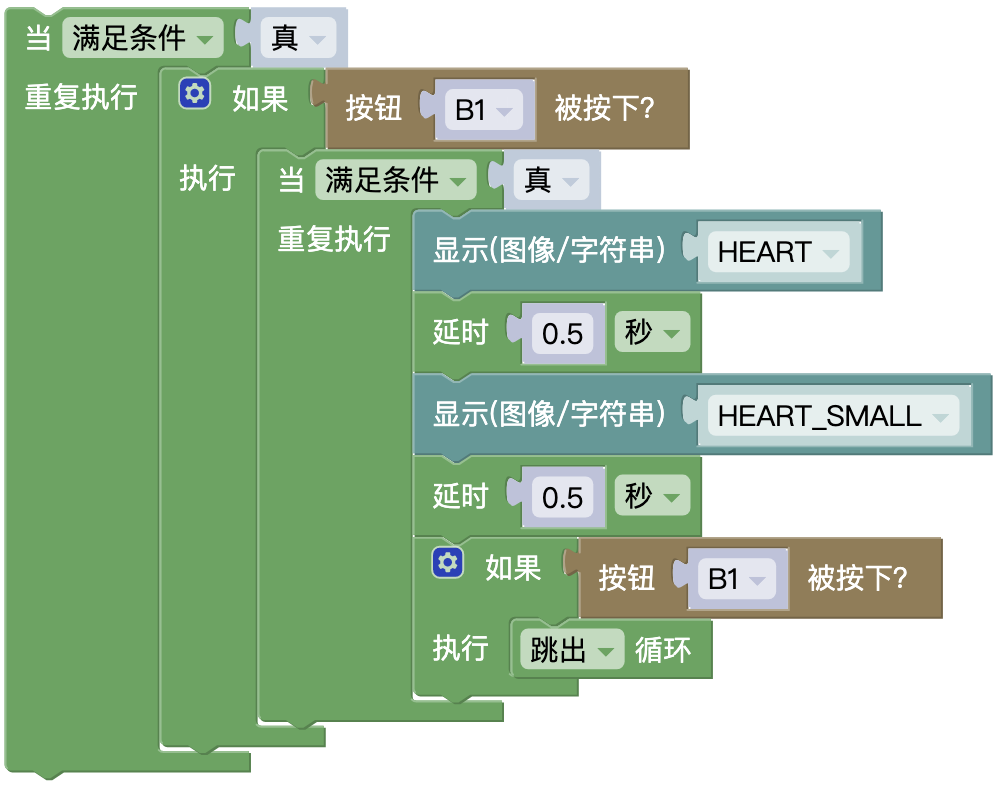 当 满足条件 真
重复执行 如果 按钮 B1 被按下?
执行 当 满足条件 真
重复执行 显示(图像/字符串) HEART
延时 0.5 秒
显示(图像/字符串) HEART_SMALL
延时 0.5 秒
如果 按钮 B1 被按下?
执行 跳出 循环